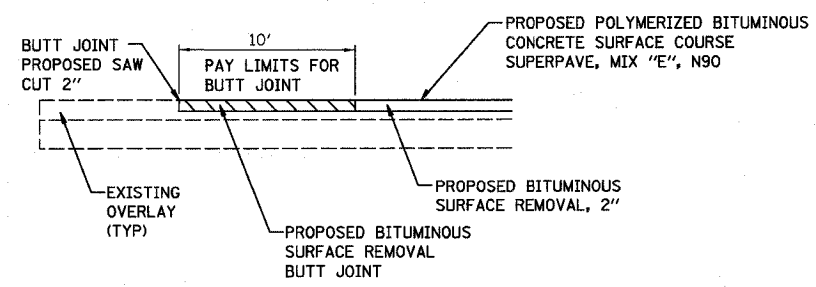 PROPOSED POLYMERIZED BITUMINOUS
CONCRETE SURFACE COURSE
SUPERPAVE, MIX "E", N90
BUTT JOINT
PROPOSED SAW
CUT 2"
10'
PAY LIMITS FOR
BUTT JOINT
EXISTING
OVERLAY
(TYP)
PROPOSED BITUMINOUS
SURFACE REMOVAL, 2"
PROPOSED BITUMINOUS
SURFACE REMOVAL
BUTT JOINT